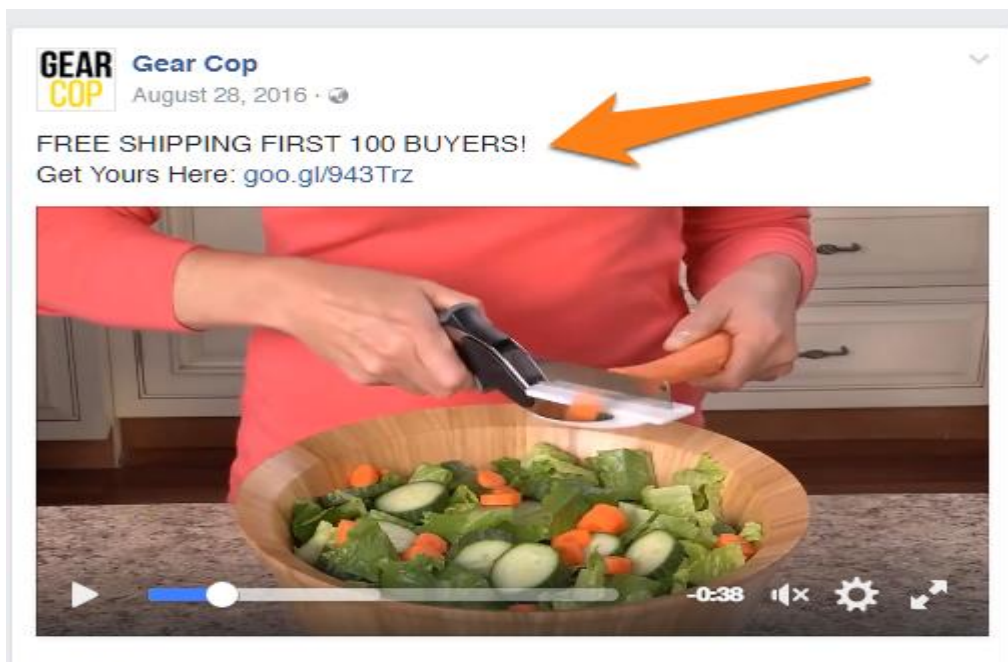 GEAR
COP
Gear Cop
August 28, 2016 ·
FREE SHIPPING FIRST 100 BUYERS!
Get Yours Here: goo.gl/943Trz
-0:38